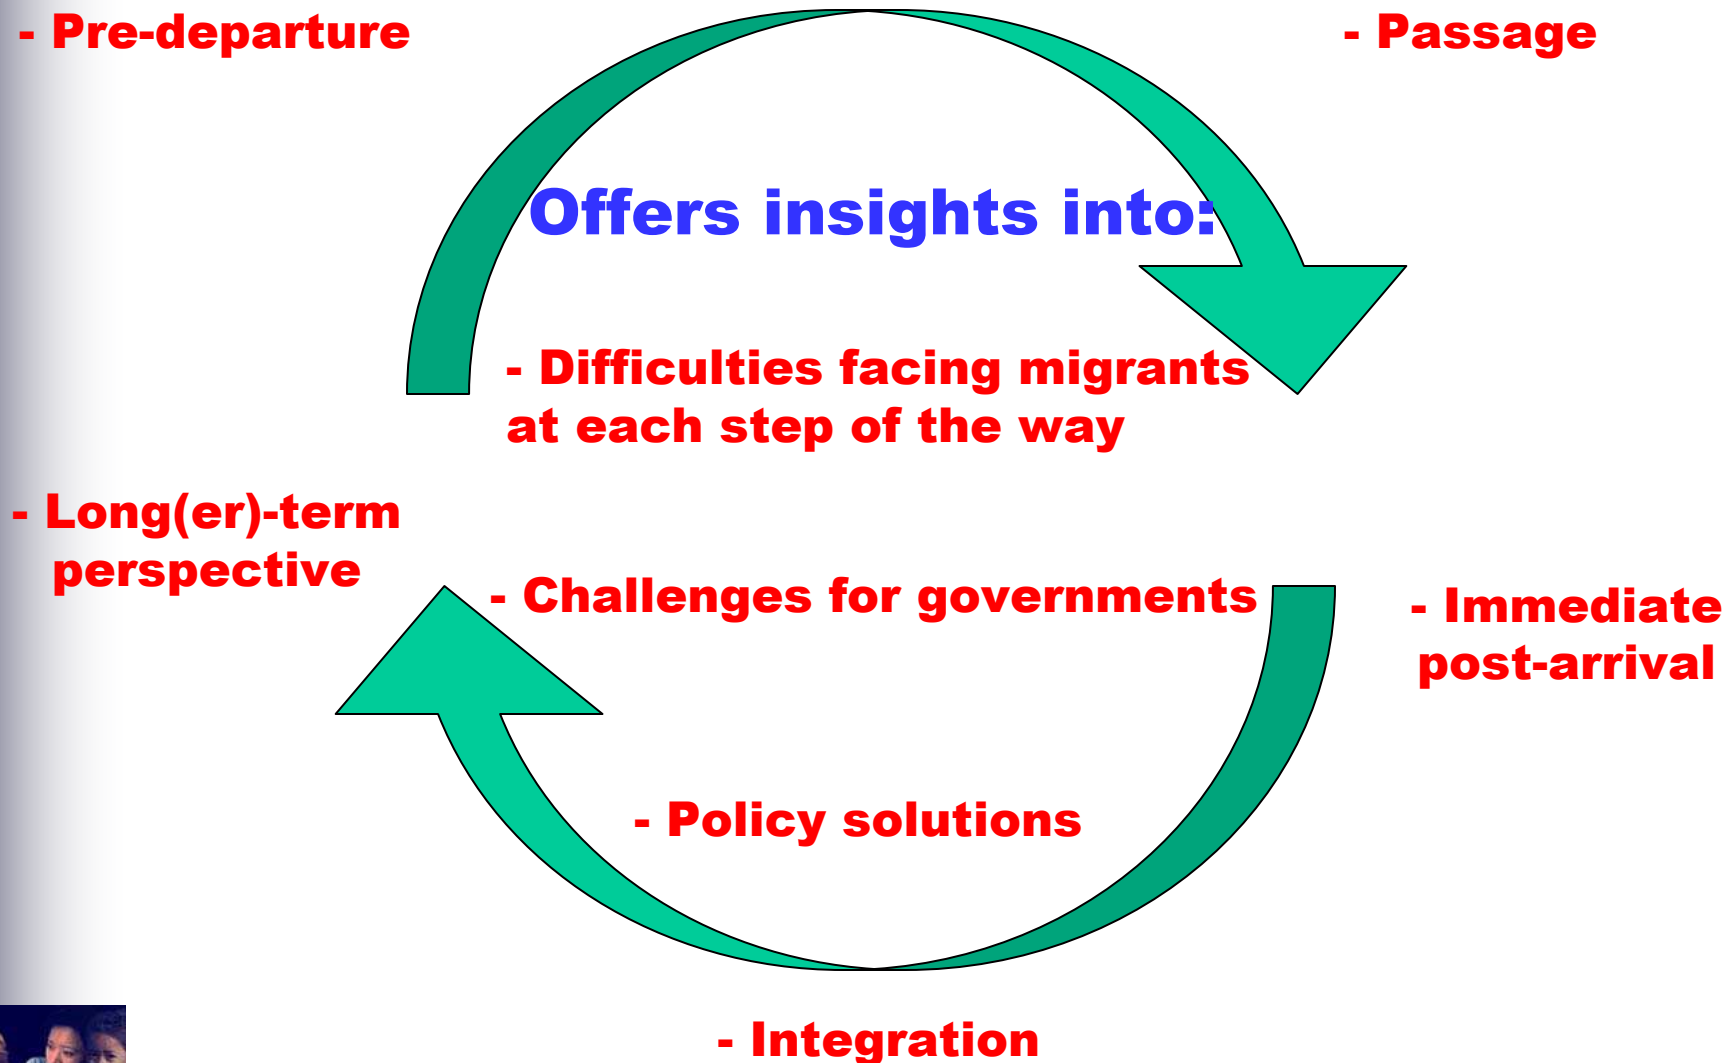 - Pre-departure
- Passage
Offers insights into:
- Difficulties facing migrants
at each step of the way
- Long(er)-term
perspective
- Challenges for governments
- Immediate
post-arrival
- Policy solutions
- Integration